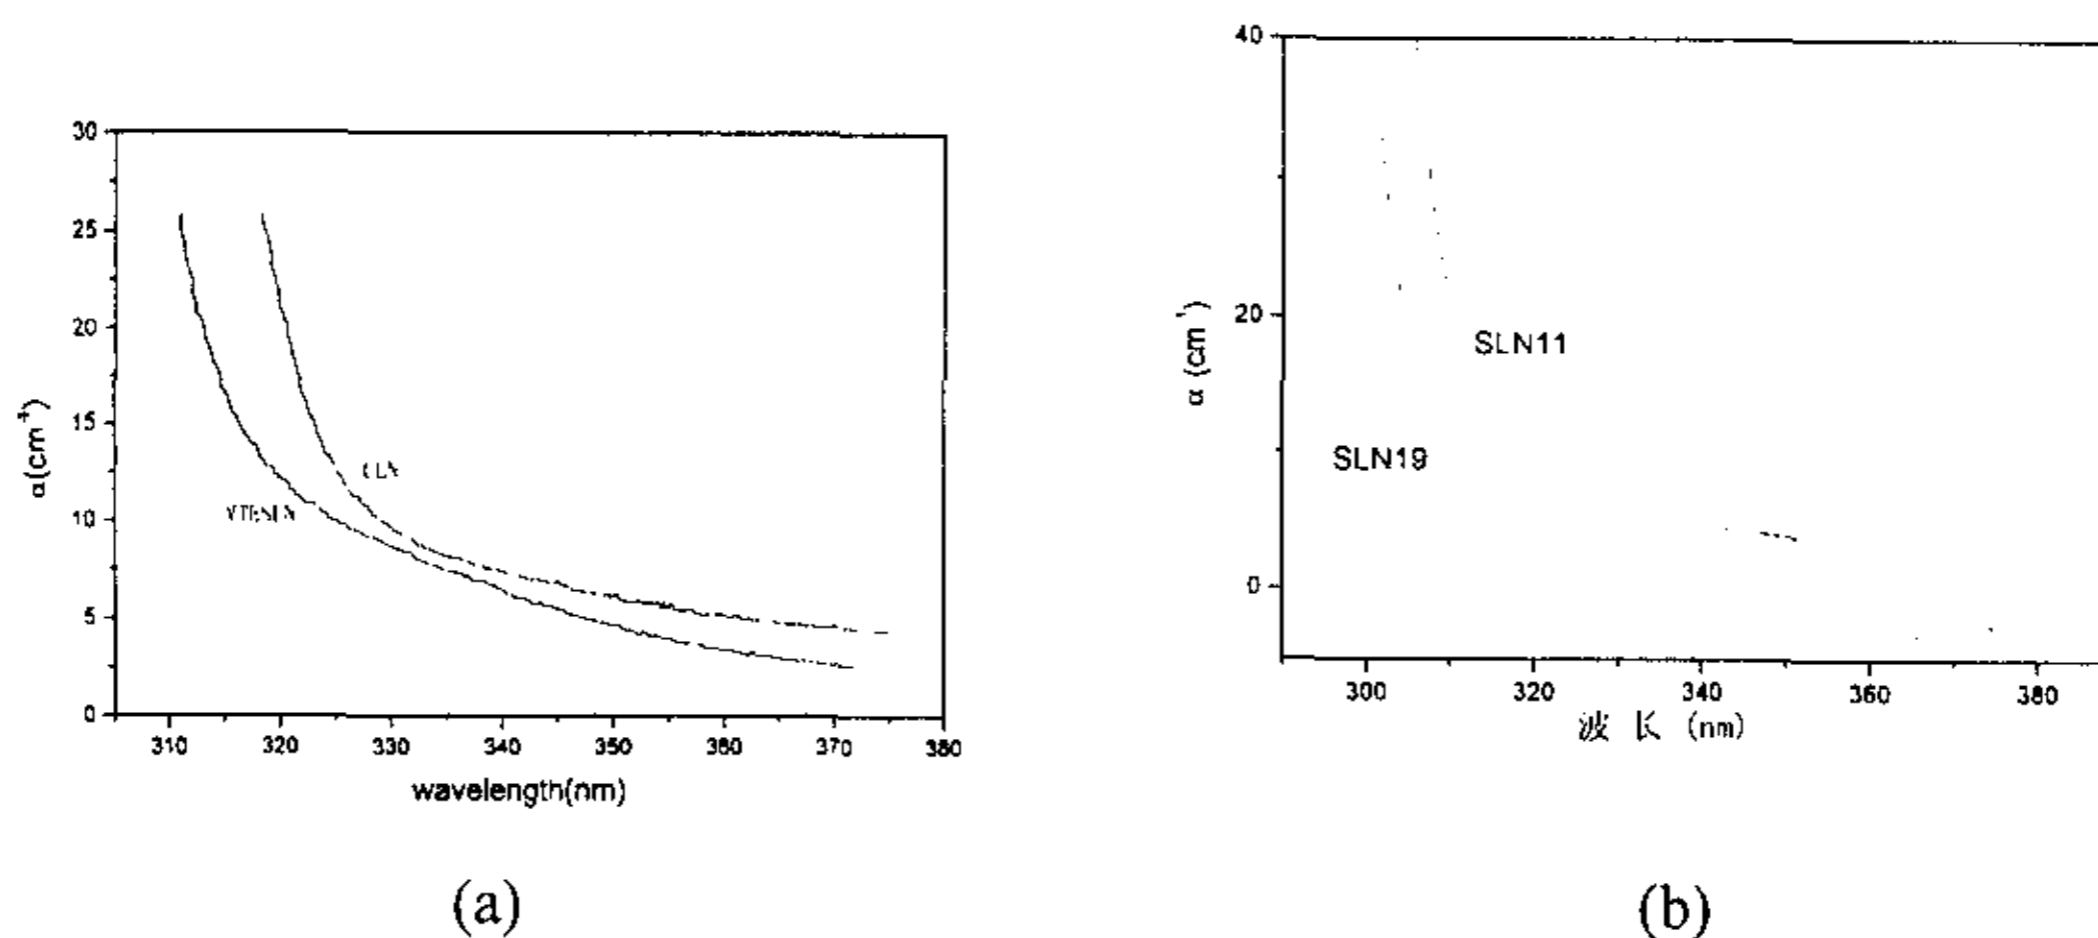 30
25
20
15
10
5
0
α(cm⁻¹)
CLN
310 320 330 340 350 360 370 380
wavelength(nm)
(a)
40
20
0
α (cm⁻¹)
SLN11
SLN19
300 320 340 360 380
波 长 (nm)
(b)